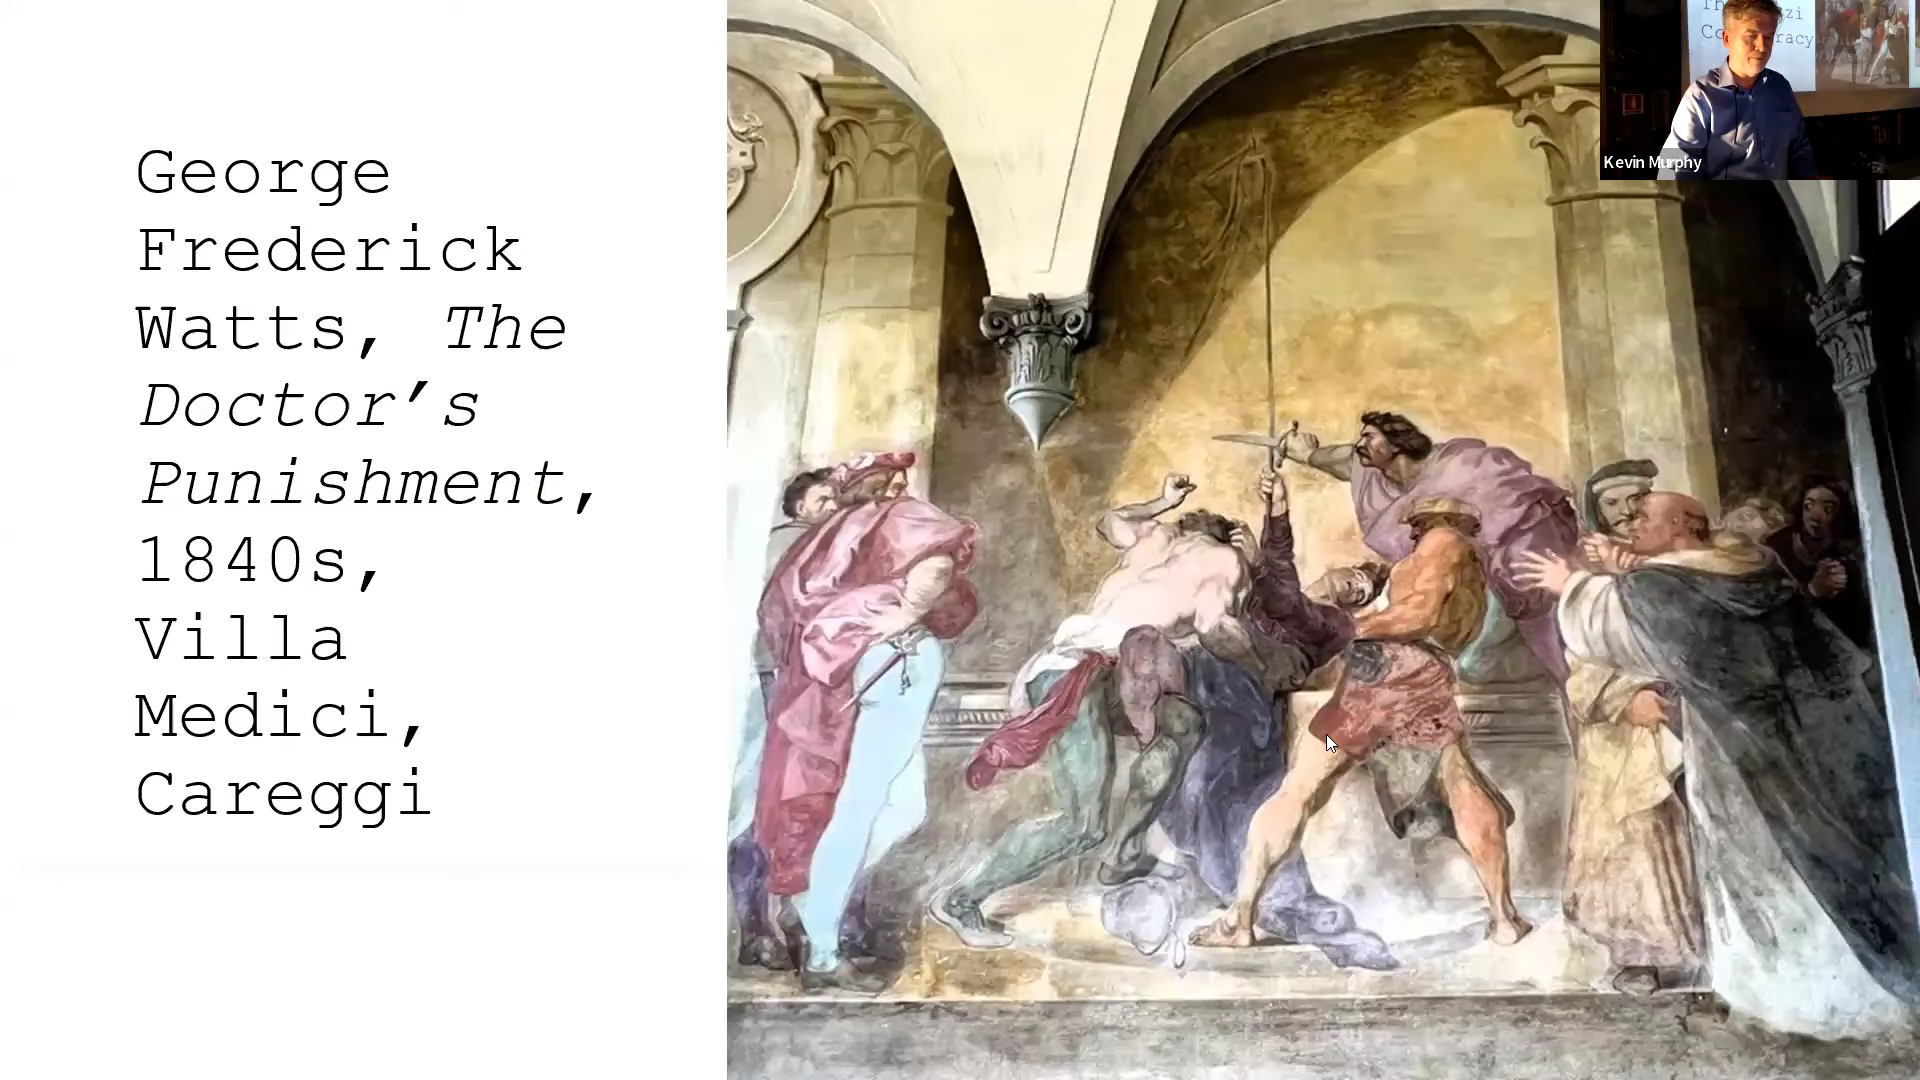 George
Frederick
Watts, The
Doctor’s
Punishment,
1840s,
Villa
Medici,
Careggi
Kevin Murphy